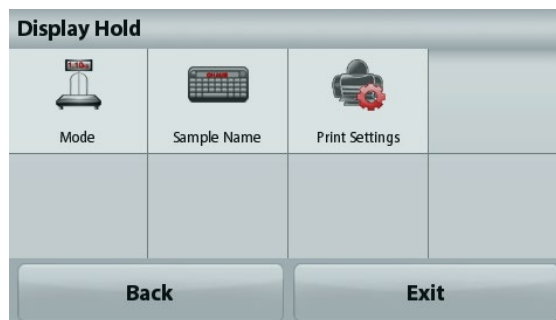 Display Hold
Mode
Sample Name
Print Settings
Back
Exit